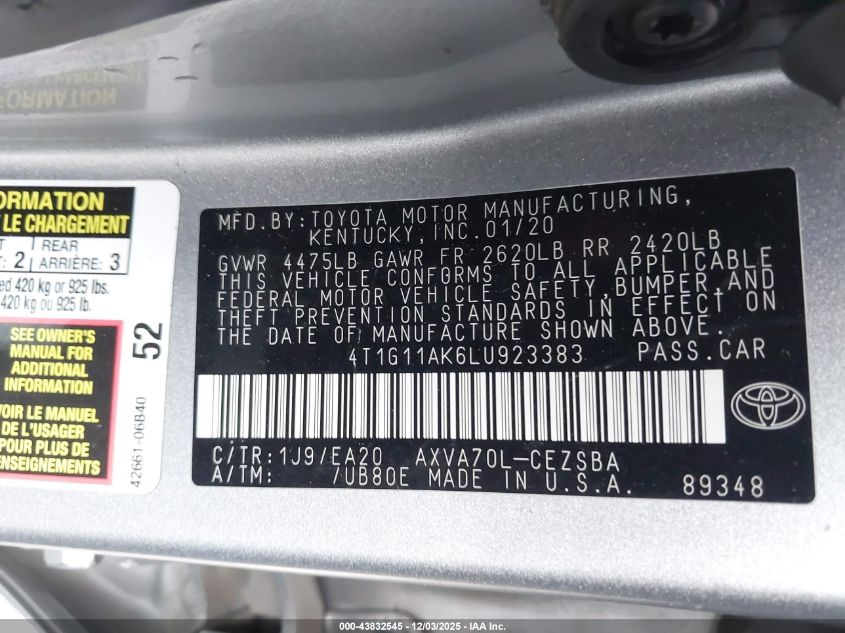 FORMATION
ORMATION
LE CHARGEMENT
2
REAR
ARRIÈRE: 3
420 kg or 925 lbs.
420 kg ou 925 lb.
SEE OWNER'S
MANUAL FOR
ADDITIONAL
INFORMATION
VOIR LE MANUEL
DE L'USAGER
POUR PLUS DE
RENSEIGNEMENTS
52
42661-06B40
MFD.BY:TOYOTA MOTOR MANUFACTURING,
KENTUCKY,INC.01/20
GVWR 4475LB GAWR FR 2620LB RR 2420LB
THIS VEHICLE CONFORMS TO ALL APPLICABLE
FEDERAL MOTOR VEHICLE SAFETY,BUMPER,AND
THEFT PREVENTION STANDARDS IN EFFECT ON
THE DATE OF MANUFACTURE SHOWN ABOVE.
4T1G11AK6LU923383 PASS.CAR
C/TR:1J9/EA20 AXVA70L-CEZSBA
A/TM: /UB80E MADE IN U.S.A. 89348
000-43832545 - 12/03/2025 - IAA Inc.